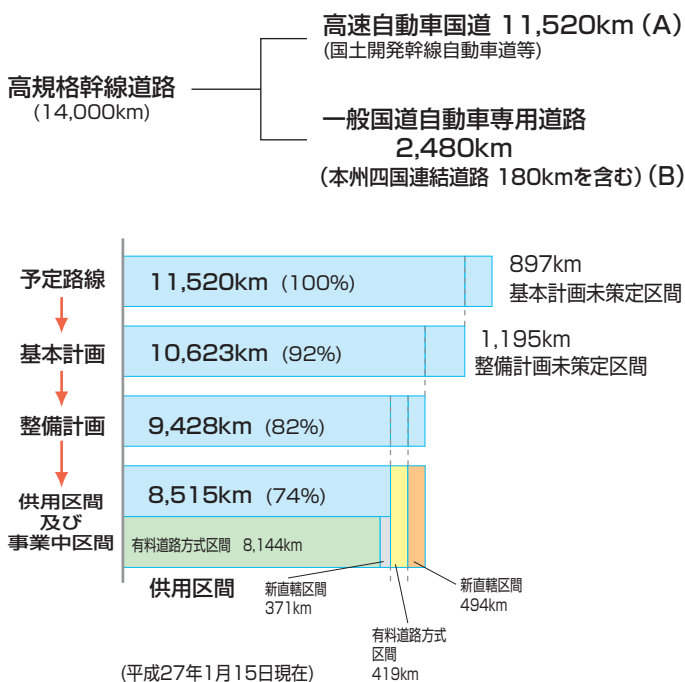 高規格幹線道路
(14,000km)
高速自動車国道 11,520km (A)
(国土開発幹線自動車道等)
一般国道自動車専用道路
2,480km
(本州四国連結道路 180kmを含む) (B)
予定路線
11,520km (100%)
897km
基本計画未策定区間
基本計画
10,623km (92%)
1,195km
整備計画未策定区間
整備計画
9,428km (82%)
供用区間
及び
事業中区間
8,515km (74%)
有料道路方式区間 8,144km
供用区間
新直轄区間
371km
有料道路方式
区間
419km
新直轄区間
494km
(平成27年1月15日現在)